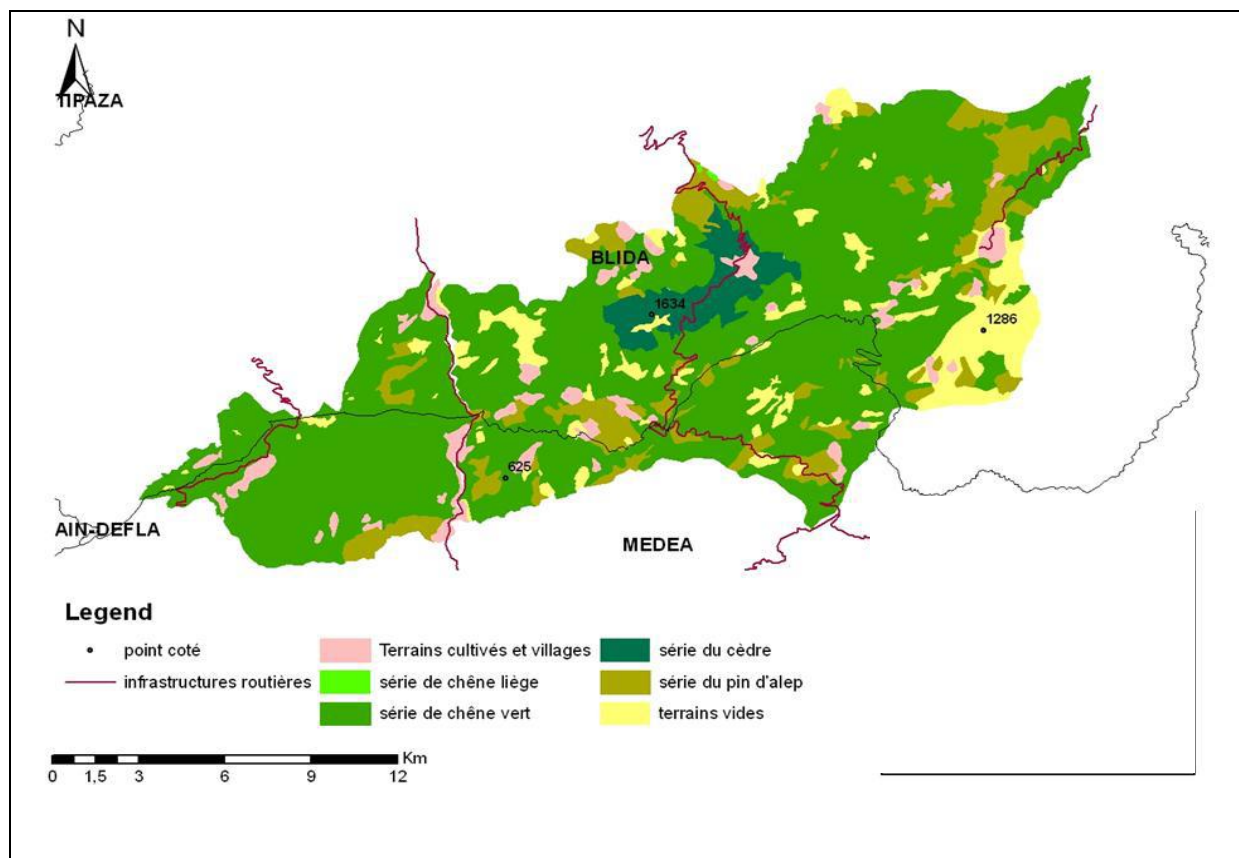 N
TIPAZA
BLIDA
1634
1286
625
AIN-DEFLA
MEDEA
Legend
point coté
infrastructures routières
Terrains cultivés et villages
série de chêne liège
série de chêne vert
série du cèdre
série du pin d'alep
terrains vides
Km
0 1,5 3 6 9 12